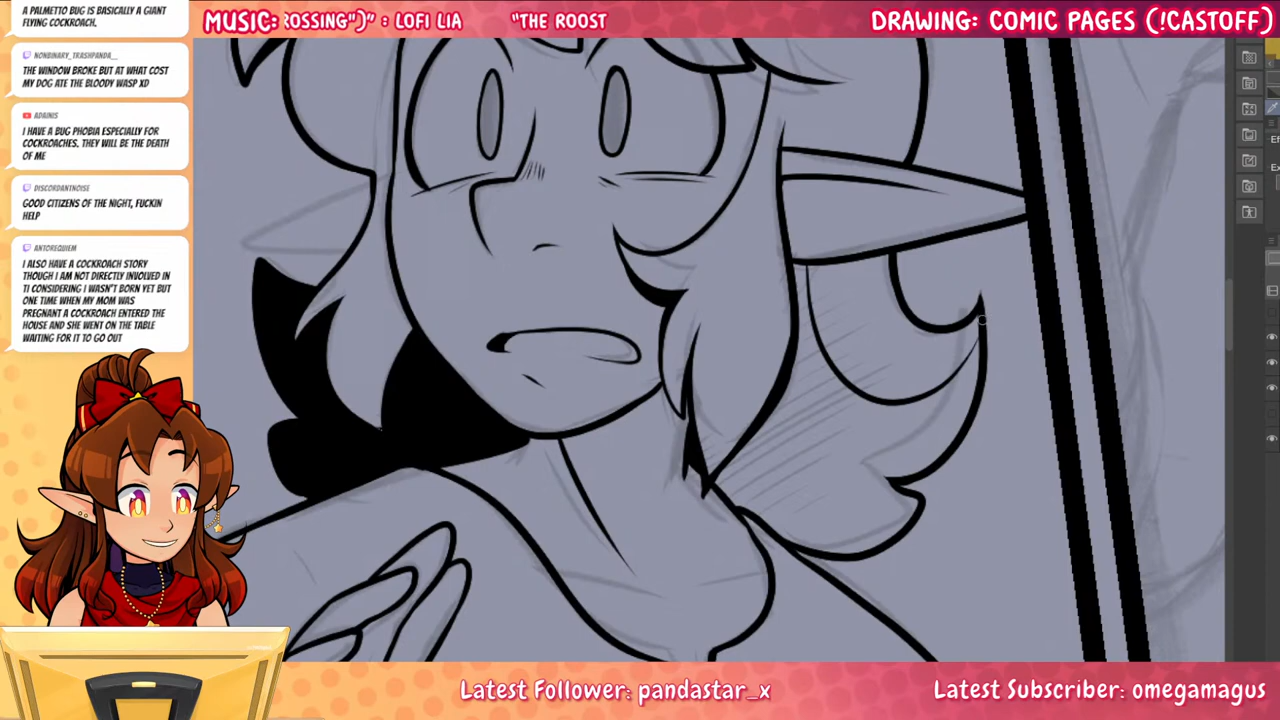 A PALMETTO BUG IS BASICALLY A GIANT
FLYING COCKROACH.
NONBINARY_TRASHPANDA__
THE WINDOW BROKE BUT AT WHAT COST
MY DOG ATE THE BLOODY WASP XD
ADAINIS
I HAVE A BUG PHOBIA ESPECIALLY FOR
COCKROACHES. THEY WILL BE THE DEATH
OF ME
DISCORDANTNOISE
GOOD CITIZENS OF THE NIGHT, FUCKIN
HELP
ANTOREQUIEM
I ALSO HAVE A COCKROACH STORY
THOUGH I AM NOT DIRECTLY INVOLVED IN
TI CONSIDERING I WASN'T BORN YET BUT
ONE TIME WHEN MY MOM WAS
PREGNANT A COCKROACH ENTERED THE
HOUSE AND SHE WENT ON THE TABLE
WAITING FOR IT TO GO OUT
MUSIC: ROSSING")" : LOFI LIA "THE ROOST
DRAWING: COMIC PAGES (!CASTOFF)
Latest Follower: pandastar_x
Latest Subscriber: omegamagus